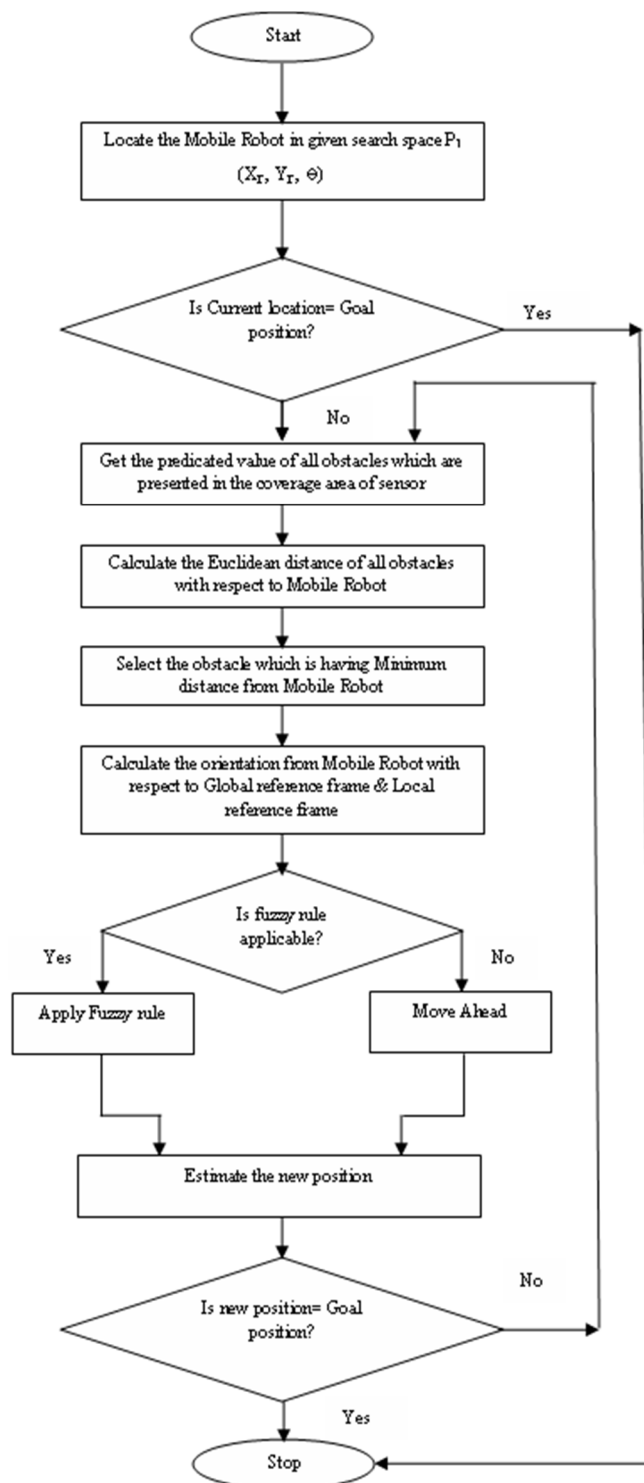 Start
Locate the Mobile Robot in given search space P₁
(Xᵣ, Yᵣ, ɵ)
Is Current location= Goal
position?
Yes
No
Get the predicated value of all obstacles which are
presented in the coverage area of sensor
Calculate the Euclidean distance of all obstacles
with respect to Mobile Robot
Select the obstacle which is having Minimum
distance from Mobile Robot
Calculate the orientation from Mobile Robot with
respect to Global reference frame & Local
reference frame
Is fuzzy rule
applicable?
Yes
No
Apply Fuzzy rule
Move Ahead
Estimate the new position
No
Is new position= Goal
position?
Yes
Stop